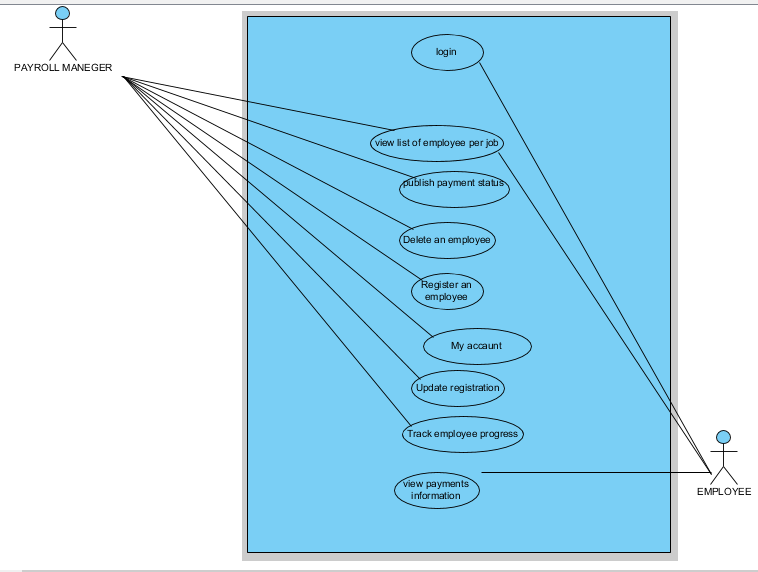 PAYROLL MANEGER
login
view list of employee per job
publish payment status
Delete an employee
Register an
employee
My accaunt
Update registration
Track employee progress
view payments
information
EMPLOYEE